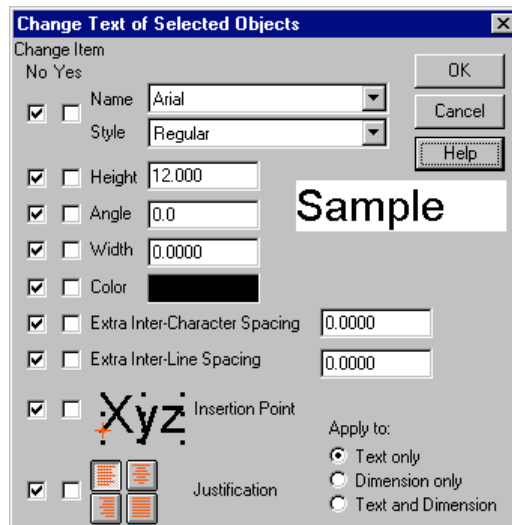 Change Text of Selected Objects
Change Item
No Yes
Name Arial
Style Regular
OK
Cancel
Help
Height 12.000
Angle 0.0
Sample
Width 0.0000
Color
Extra Inter-Character Spacing 0.0000
Extra Inter-Line Spacing 0.0000
Xyz Insertion Point
Apply to:
Text only
Dimension only
Justification
Text and Dimension